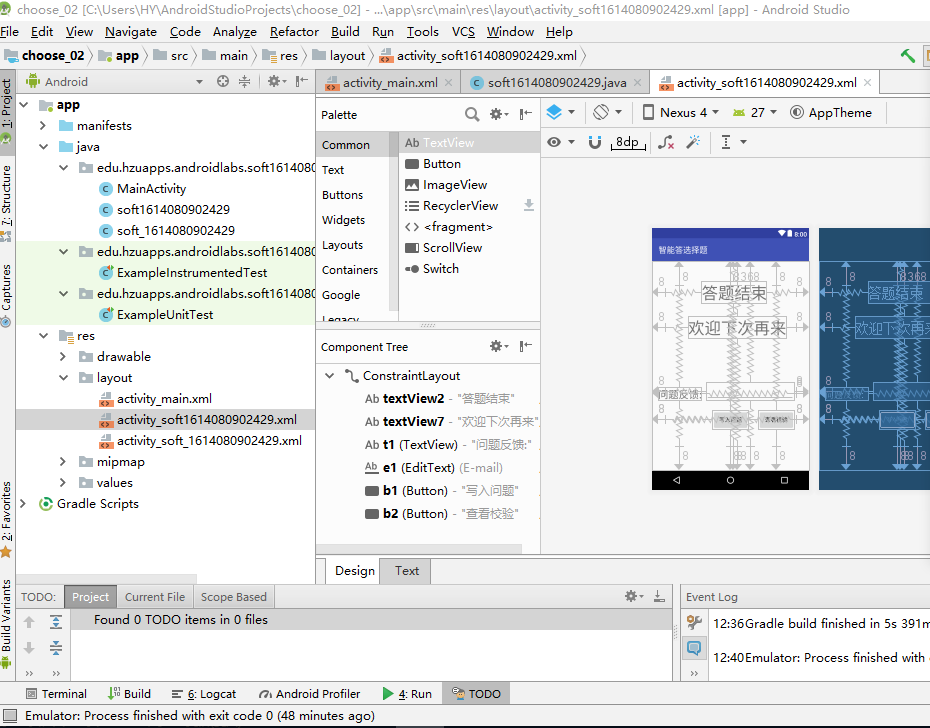 choose_02 [C:\Users\HY\AndroidStudioProjects\choose_02] - ...\app\src\main\res\layout\activity_soft1614080902429.xml [app] - Android Studio
File Edit View Navigate Code Analyze Refactor Build Run Tools VCS Window Help
choose_02 app src main res layout activity_soft1614080902429.xml
1: Project
7: Structure
Captures
2: Favorites
Build Variants
Android
app
manifests
java
edu.hzuapps.androidlabs.soft161408
MainActivity
soft1614080902429
soft_1614080902429
edu.hzuapps.androidlabs.soft161408
ExampleInstrumentedTest
edu.hzuapps.androidlabs.soft161408
ExampleUnitTest
res
drawable
layout
activity_main.xml
activity_soft1614080902429.xml
activity_soft_1614080902429.xml
mipmap
values
Gradle Scripts
activity_main.xml soft1614080902429.java activity_soft1614080902429.xml
Palette
Common
Text
Buttons
Widgets
Layouts
Containers
Google
Legacy
Ab TextView
Button
ImageView
RecyclerView
<fragment>
ScrollView
Switch
Nexus 4 27 AppTheme
8dp
Component Tree
ConstraintLayout
Ab textView2 - "答题结束"
Ab textView7 - "欢迎下次再来"
Ab t1 (TextView) - "问题反馈:"
Ab e1 (EditText) (E-mail)
b1 (Button) - "写入问题"
b2 (Button) - "查看校验"
8:00
智能答选择题
答题结束
欢迎下次再来
问题反馈:
写入问题 查看校验
答题结束
欢迎下次再来
Design Text
TODO: Project Current File Scope Based
Found 0 TODO items in 0 files
Event Log
12:36 Gradle build finished in 5s 391m
12:40 Emulator: Process finished with
Terminal Build 6: Logcat Android Profiler 4: Run TODO
Emulator: Process finished with exit code 0 (48 minutes ago)